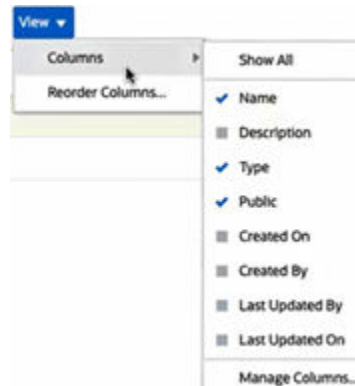 View
Columns
Reorder Columns...
Show All
Name
Description
Type
Public
Created On
Created By
Last Updated By
Last Updated On
Manage Columns...